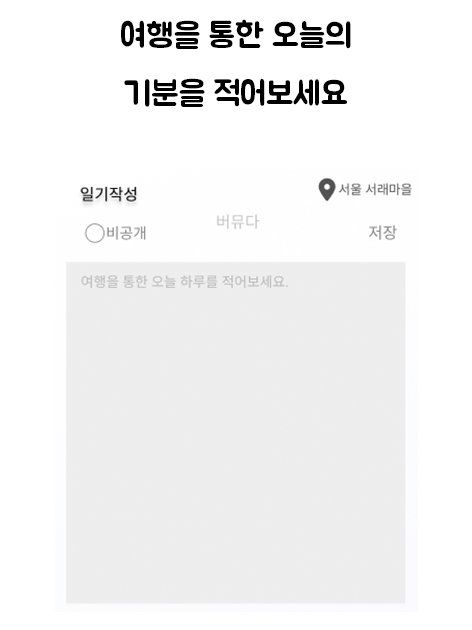 여행을 통한 오늘의
기분을 적어보세요
일기작성
서울 서래마을
비공개
버뮤다
저장
여행을 통한 오늘 하루를 적어보세요.